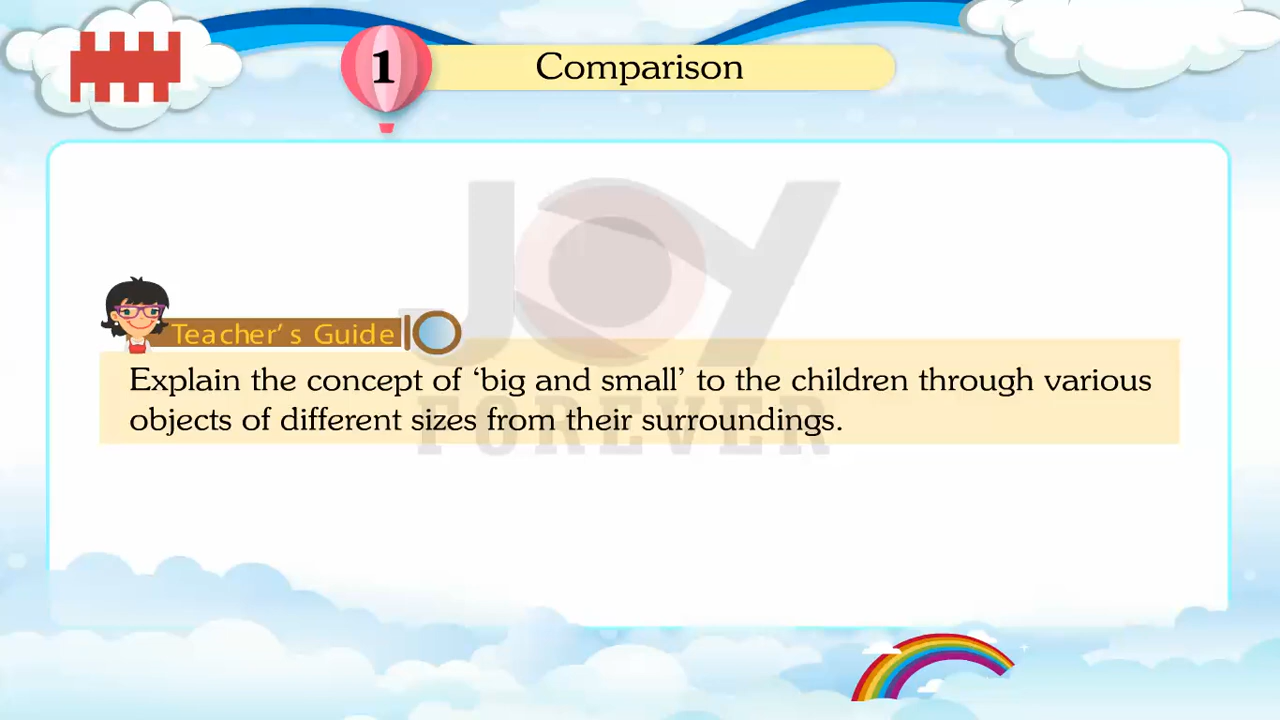 1
Comparison
JOY
FOREVER
Teacher's Guide
Explain the concept of ‘big and small’ to the children through various
objects of different sizes from their surroundings.